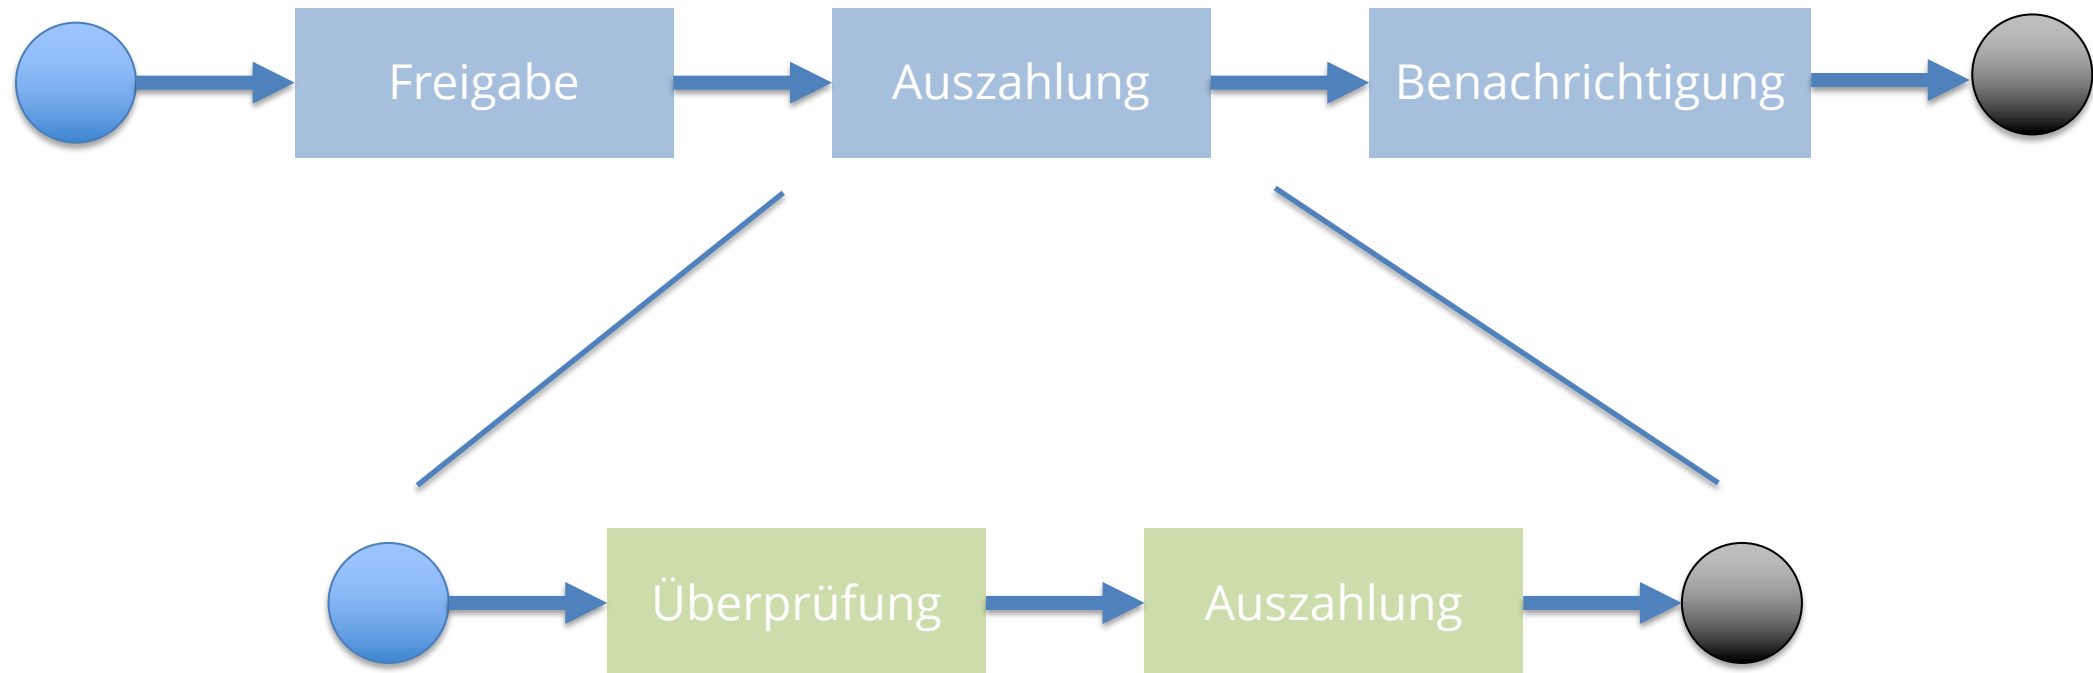 Freigabe
Auszahlung
Benachrichtigung
Überprüfung
Auszahlung